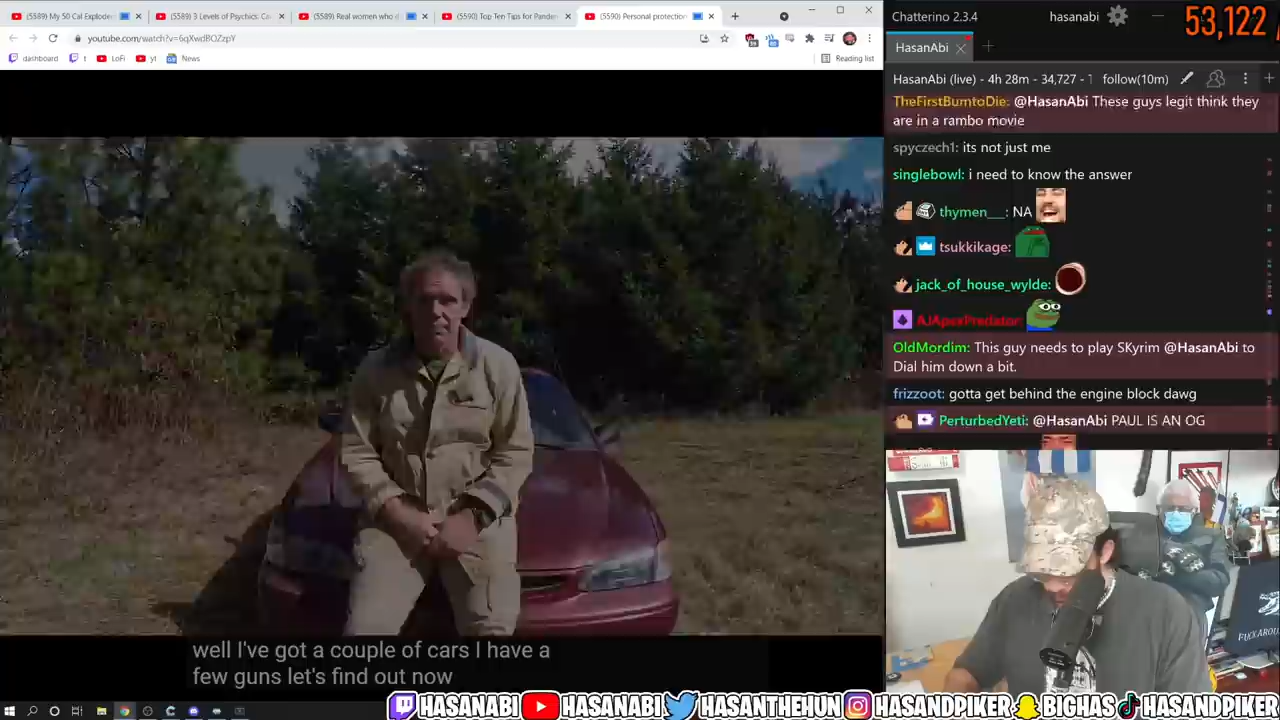 (5589) My 50 Cal Exploded
(5589) 3 Levels of Psychics: Ca
(5589) Real women who d
(5590) Top Ten Tips for Pandem
(5590) Personal protection
youtube.com/watch?v=6qXwdBOZzpY
dashboard
t
LoFi
yt
News
Reading list
well I've got a couple of cars I have a
few guns let's find out now
Chatterino 2.3.4
hasanabi
53,122
HasanAbi
HasanAbi (live) - 4h 28m - 34,727 - 1
follow(10m)
TheFirstBumtoDie: @HasanAbi These guys legit think they
are in a rambo movie
spyczech1: its not just me
singlebowl: i need to know the answer
thymen___: NA
tsukkikage:
jack_of_house_wylde:
AJApexPredator:
OldMordim: This guy needs to play SKyrim @HasanAbi to
Dial him down a bit.
frizzoot: gotta get behind the engine block dawg
PerturbedYeti: @HasanAbi PAUL IS AN OG
FUCKAROU
HASANABI HASANABI HASANTHEHUN HASANDPIKER BIGHAS HASANDPIKER